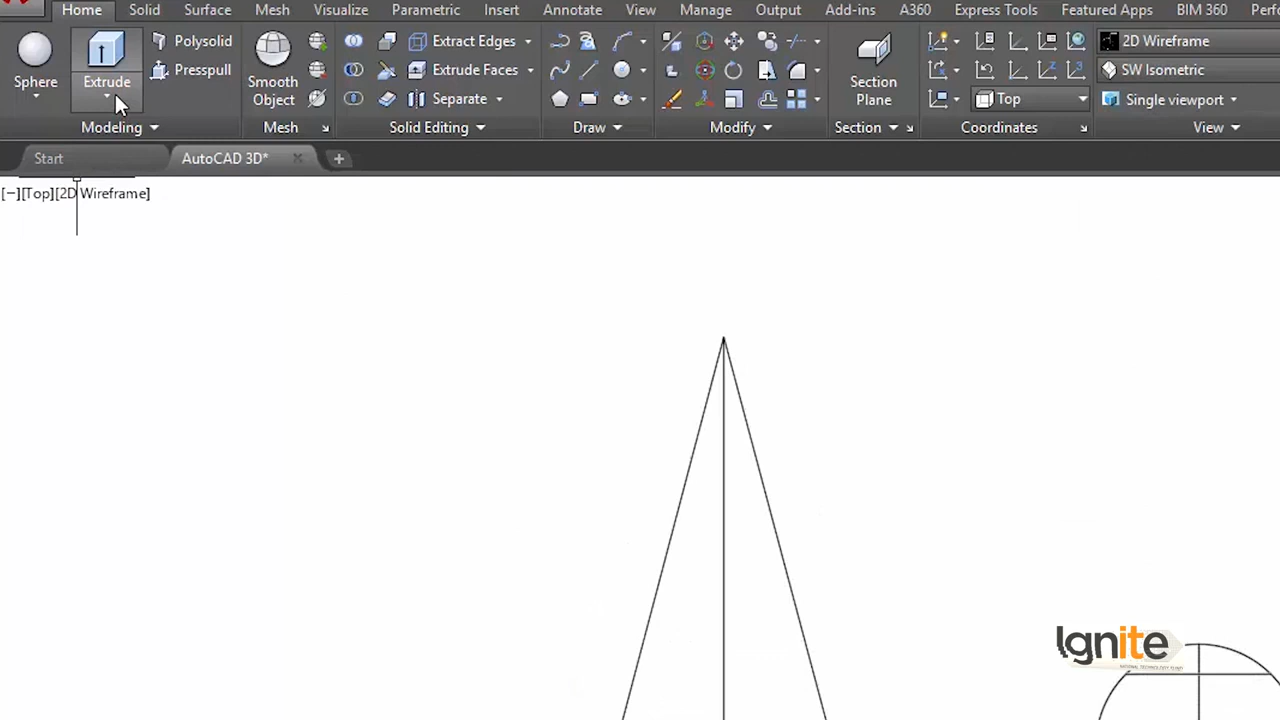 Home Solid Surface Mesh Visualize Parametric Insert Annotate View Manage Output Add-ins A360 Express Tools Featured Apps BIM 360
Polysolid Extract Edges 2D Wireframe
Presspull Extrude Faces SW Isometric
Sphere Extrude Smooth Object Separate Section Plane Top Single viewport
Modeling Mesh Solid Editing Draw Modify Section Coordinates View
Start AutoCAD 3D*
[−][Top][2D Wireframe]
Ignite